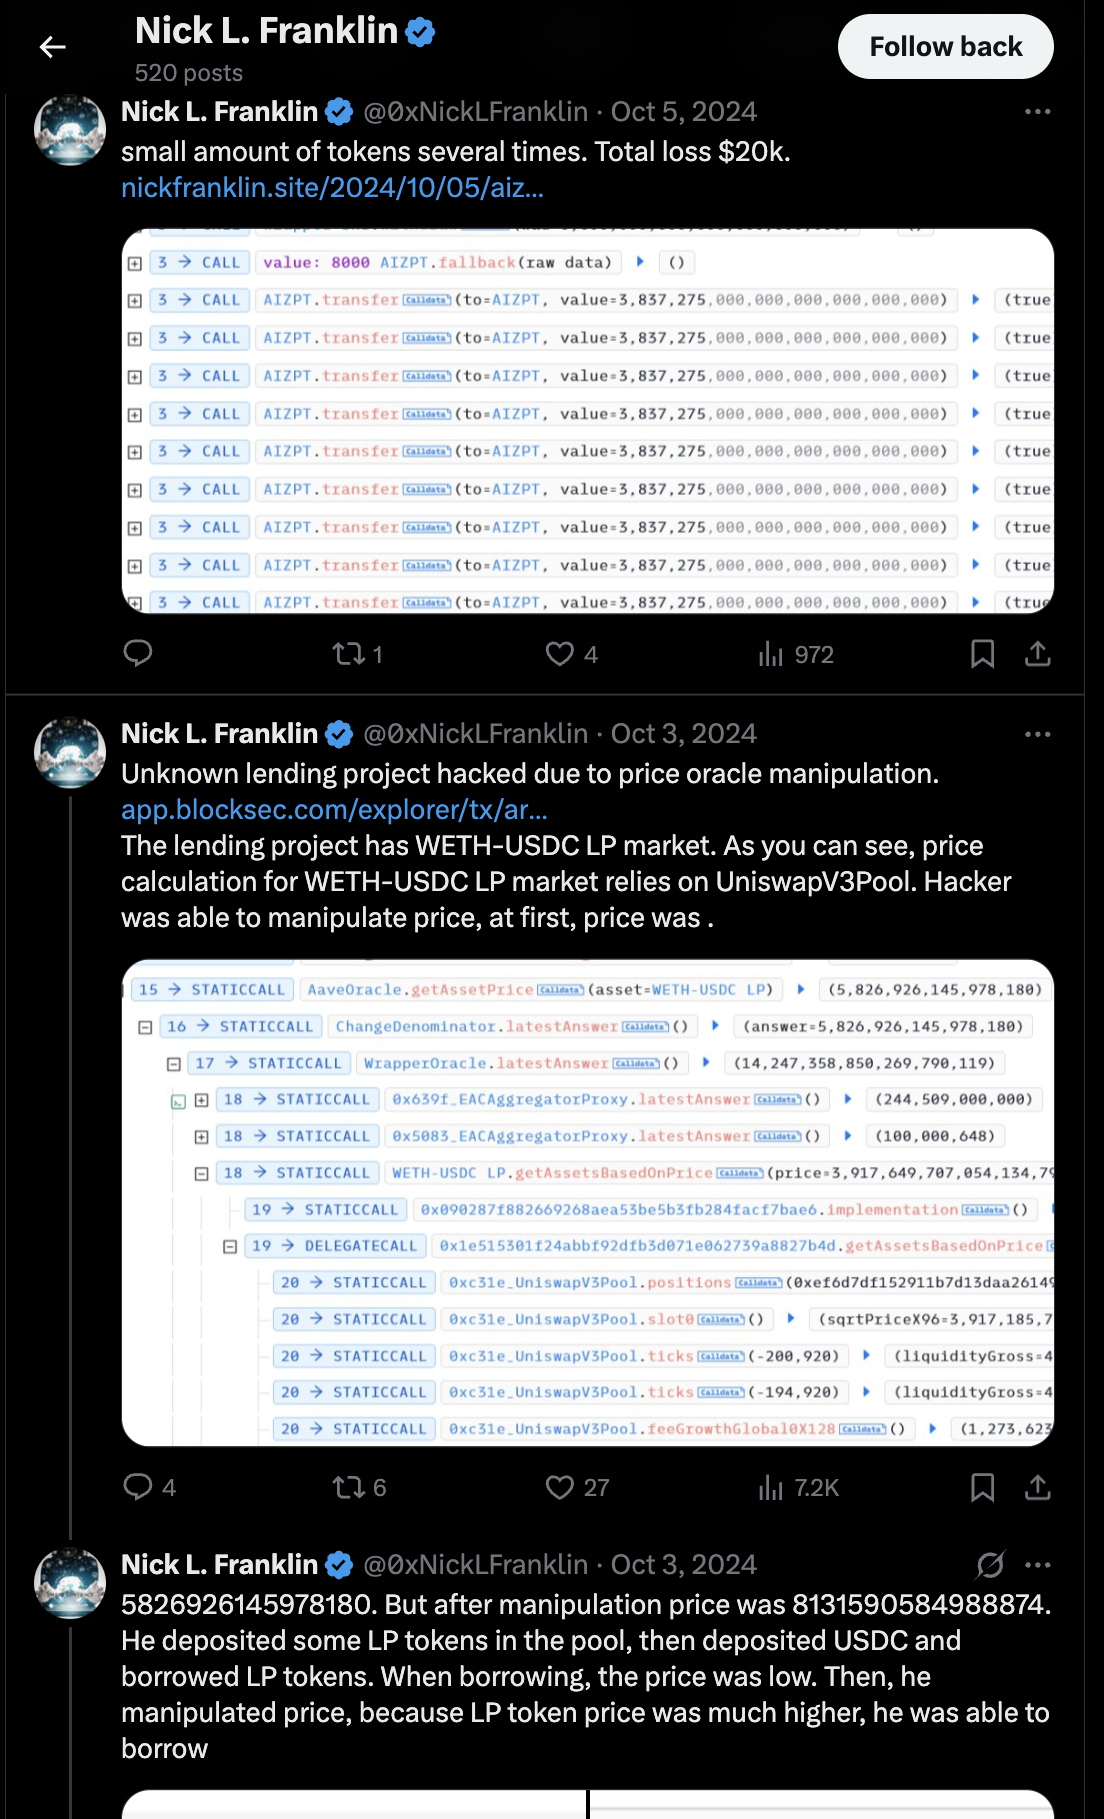 Nick L. Franklin
520 posts
Follow back
Nick L. Franklin @0xNickLFranklin · Oct 5, 2024
small amount of tokens several times. Total loss $20k.
nickfranklin.site/2024/10/05/aiz...
3 → CALL value: 8000 AIZPT.fallback(raw data) ()
3 → CALL AIZPT.transfer Calldata (to=AIZPT, value=3,837,275,000,000,000,000,000,000) (true
3 → CALL AIZPT.transfer Calldata (to=AIZPT, value=3,837,275,000,000,000,000,000,000) (true
3 → CALL AIZPT.transfer Calldata (to=AIZPT, value=3,837,275,000,000,000,000,000,000) (true
3 → CALL AIZPT.transfer Calldata (to=AIZPT, value=3,837,275,000,000,000,000,000,000) (true
3 → CALL AIZPT.transfer Calldata (to=AIZPT, value=3,837,275,000,000,000,000,000,000) (true
3 → CALL AIZPT.transfer Calldata (to=AIZPT, value=3,837,275,000,000,000,000,000,000) (true
3 → CALL AIZPT.transfer Calldata (to=AIZPT, value=3,837,275,000,000,000,000,000,000) (true
3 → CALL AIZPT.transfer Calldata (to=AIZPT, value=3,837,275,000,000,000,000,000,000) (true
3 → CALL AIZPT.transfer Calldata (to=AIZPT, value=3,837,275,000,000,000,000,000,000) (true
1 4 972
Nick L. Franklin @0xNickLFranklin · Oct 3, 2024
Unknown lending project hacked due to price oracle manipulation.
app.blocksec.com/explorer/tx/ar...
The lending project has WETH-USDC LP market. As you can see, price
calculation for WETH-USDC LP market relies on UniswapV3Pool. Hacker
was able to manipulate price, at first, price was .
15 → STATICCALL AaveOracle.getAssetPrice Calldata (asset=WETH-USDC LP) (5,826,926,145,978,180)
16 → STATICCALL ChangeDenominator.latestAnswer Calldata () (answer=5,826,926,145,978,180)
17 → STATICCALL WrapperOracle.latestAnswer Calldata () (14,247,358,850,269,790,119)
18 → STATICCALL 0x639f_EACAggregatorProxy.latestAnswer Calldata () (244,509,000,000)
18 → STATICCALL 0x5083_EACAggregatorProxy.latestAnswer Calldata () (100,000,648)
18 → STATICCALL WETH-USDC LP.getAssetsBasedOnPrice Calldata (price=3,917,649,707,054,134,79
19 → STATICCALL 0x090287f882669268aea53be5b3fb284facf7bae6.implementation Calldata ()
19 → DELEGATECALL 0x1e515301f24abbf92dfb3d071e062739a8827b4d.getAssetsBasedOnPrice
20 → STATICCALL 0xc31e_UniswapV3Pool.positions Calldata (0xef6d7df152911b7d13daa26149
20 → STATICCALL 0xc31e_UniswapV3Pool.slot0 Calldata () (sqrtPriceX96=3,917,185,7
20 → STATICCALL 0xc31e_UniswapV3Pool.ticks Calldata (-200,920) (liquidityGross=4
20 → STATICCALL 0xc31e_UniswapV3Pool.ticks Calldata (-194,920) (liquidityGross=4
20 → STATICCALL 0xc31e_UniswapV3Pool.feeGrowthGlobal0X128 Calldata () (1,273,623
4 6 27 7.2K
Nick L. Franklin @0xNickLFranklin · Oct 3, 2024
5826926145978180. But after manipulation price was 8131590584988874.
He deposited some LP tokens in the pool, then deposited USDC and
borrowed LP tokens. When borrowing, the price was low. Then, he
manipulated price, because LP token price was much higher, he was able to
borrow